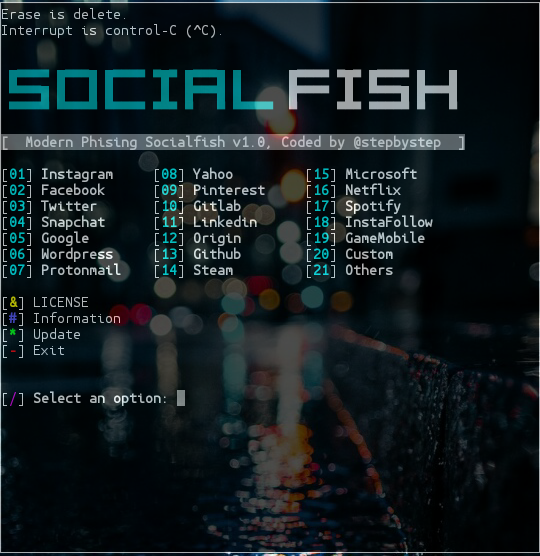 Erase is delete.
Interrupt is control-C (^C).
SOCIAL FISH
[ Modern Phising Socialfish v1.0, Coded by @stepbystep ]
[01] Instagram [08] Yahoo [15] Microsoft
[02] Facebook [09] Pinterest [16] Netflix
[03] Twitter [10] Gitlab [17] Spotify
[04] Snapchat [11] Linkedin [18] InstaFollow
[05] Google [12] Origin [19] GameMobile
[06] Wordpress [13] Github [20] Custom
[07] Protonmail [14] Steam [21] Others
[&] LICENSE
[#] Information
[*] Update
[-] Exit
[/] Select an option: